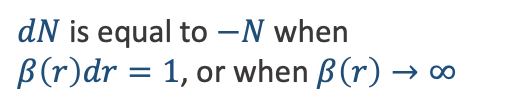 dN is equal to −N when
β(r)dr = 1, or when β(r) → ∞